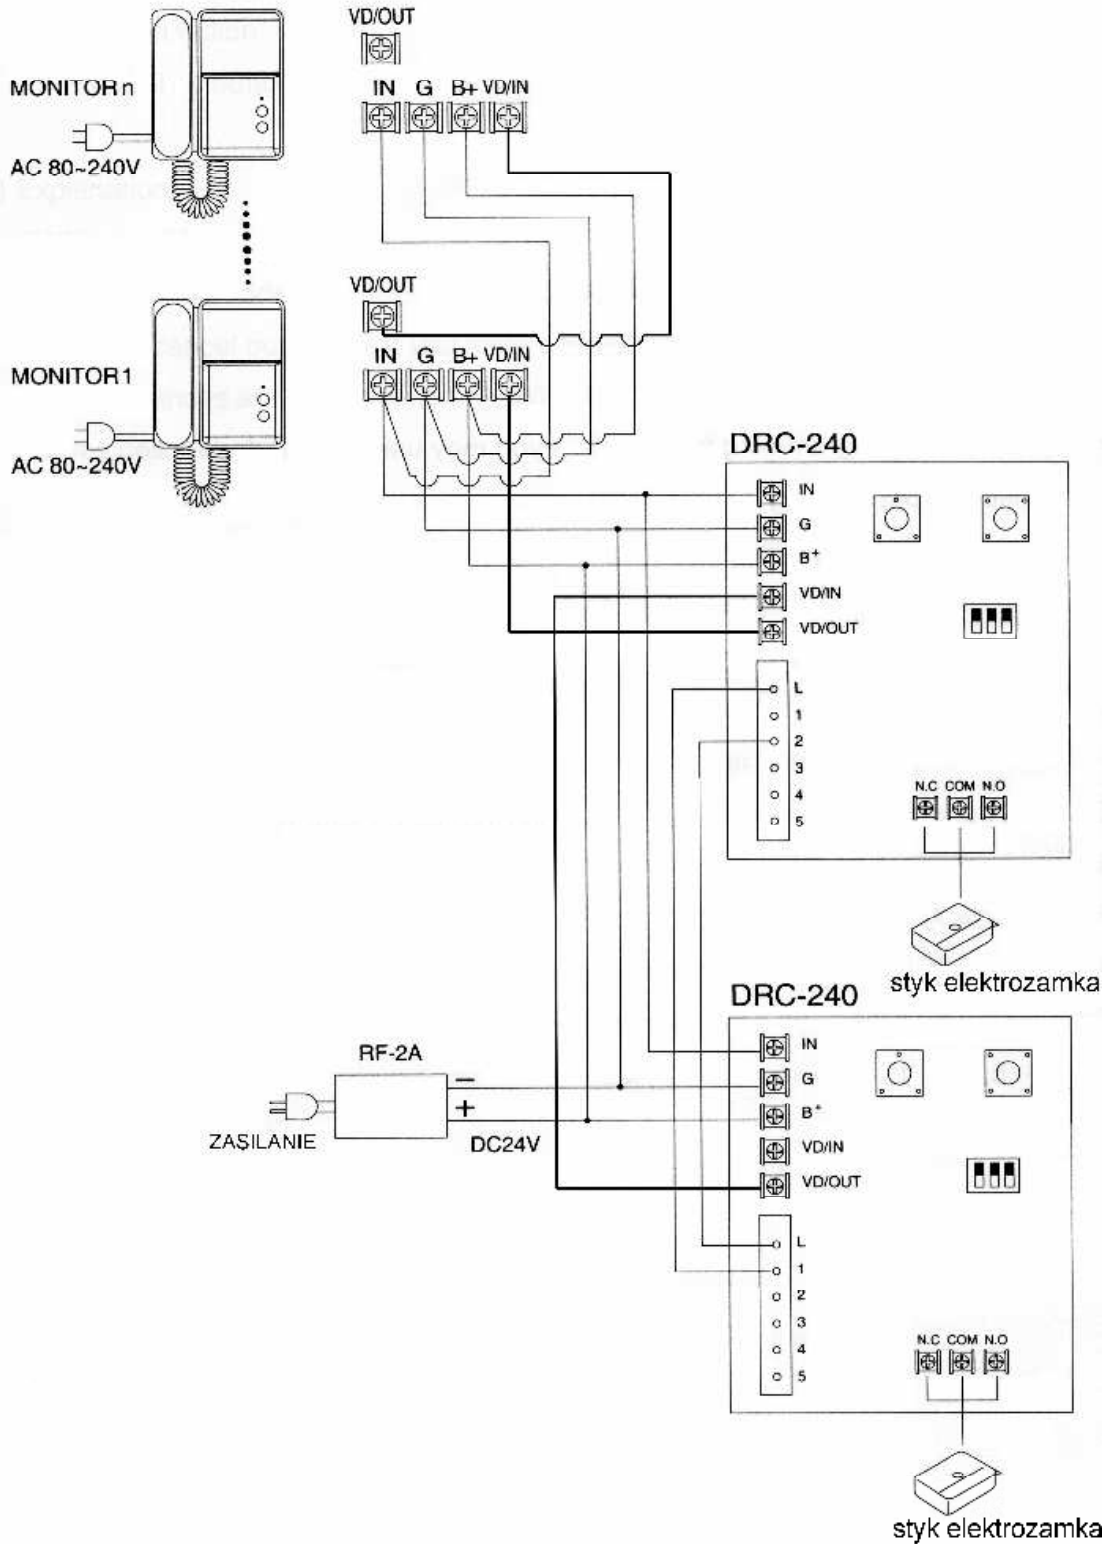 VD/OUT
MONITOR n
IN G B+ VD/IN
AC 80~240V
VD/OUT
MONITOR 1
IN G B+ VD/IN
AC 80~240V
DRC-240
IN
G
B+
VD/IN
VD/OUT
L
1
2
3
4
5
N.C COM N.O
styk elektrozamka
DRC-240
IN
G
B+
VD/IN
VD/OUT
RF-2A
−
+
ZASILANIE
DC24V
L
1
2
3
4
5
N.C COM N.O
styk elektrozamka